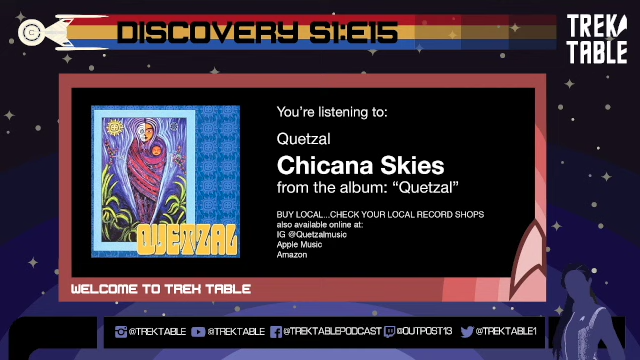 DISCOVERY S1:E15
TREK
TABLE
You're listening to:
Quetzal
Chicana Skies
from the album: “Quetzal”
BUY LOCAL...CHECK YOUR LOCAL RECORD SHOPS
also available online at:
IG @Quetzalmusic
Apple Music
Amazon
QUETZAL
WELCOME TO TREK TABLE
@TREKTABLE @TREKTABLE @TREKTABLEPODCAST @OUTPOST13 @TREKTABLE1